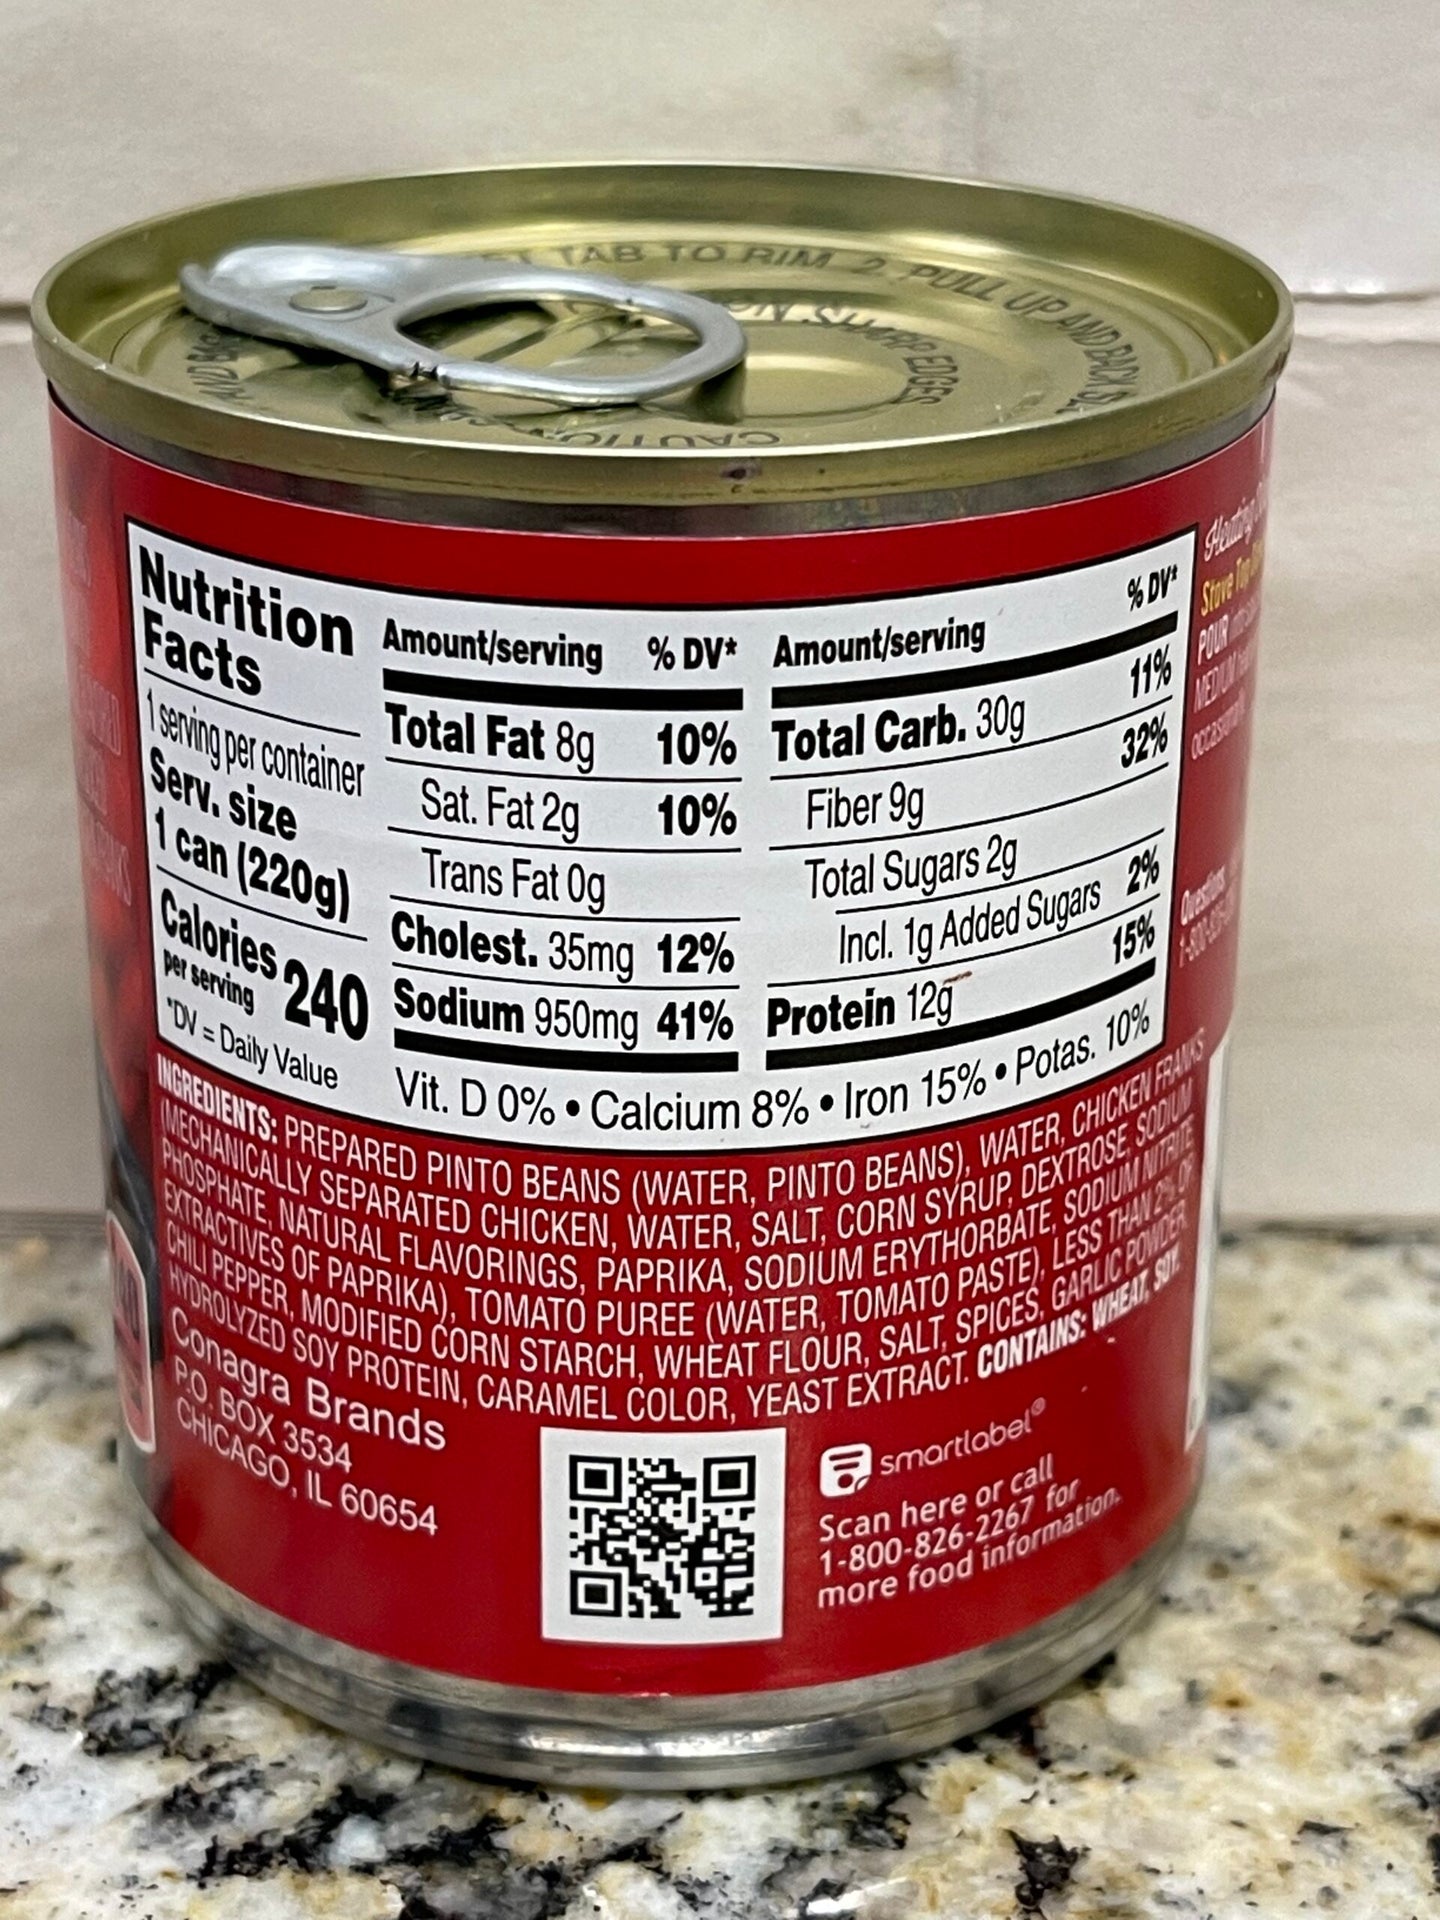 TAB TO RIM 2. PULL UP AND BACK
SHARP EDGES
CAUTION
Nutrition
Facts
1 serving per container
Serv. size
1 can (220g)
Calories
per serving 240
*DV = Daily Value
Amount/serving % DV*
Total Fat 8g 10%
Sat. Fat 2g 10%
Trans Fat 0g
Cholest. 35mg 12%
Sodium 950mg 41%
Amount/serving % DV*
Total Carb. 30g 11%
Fiber 9g 32%
Total Sugars 2g
Incl. 1g Added Sugars 2%
Protein 12g 15%
Vit. D 0% • Calcium 8% • Iron 15% • Potas. 10%
INGREDIENTS: PREPARED PINTO BEANS (WATER, PINTO BEANS), WATER, CHICKEN FRANKS
(MECHANICALLY SEPARATED CHICKEN, WATER, SALT, CORN SYRUP, DEXTROSE, SODIUM
PHOSPHATE, NATURAL FLAVORINGS, PAPRIKA, SODIUM ERYTHORBATE, SODIUM NITRITE
EXTRACTIVES OF PAPRIKA), TOMATO PUREE (WATER, TOMATO PASTE), LESS THAN 2% OF
CHILI PEPPER, MODIFIED CORN STARCH, WHEAT FLOUR, SALT, SPICES, GARLIC POWDER,
HYDROLYZED SOY PROTEIN, CARAMEL COLOR, YEAST EXTRACT. CONTAINS: WHEAT, SOY.
Conagra Brands
P.O. BOX 3534
CHICAGO, IL 60654
smartlabel®
Scan here or call
1-800-826-2267 for
more food information.
Heating
Stove Top
POUR
MEDIUM
occasionally
Questions